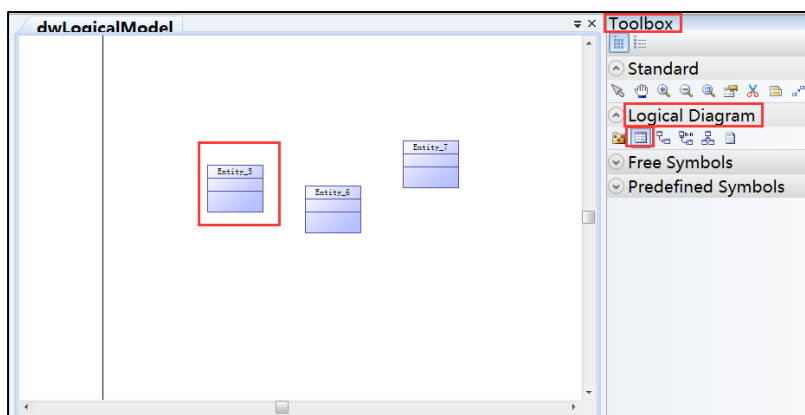 dwLogicalModel
Entity_5
Entity_6
Entity_7
Toolbox
Standard
Logical Diagram
Free Symbols
Predefined Symbols